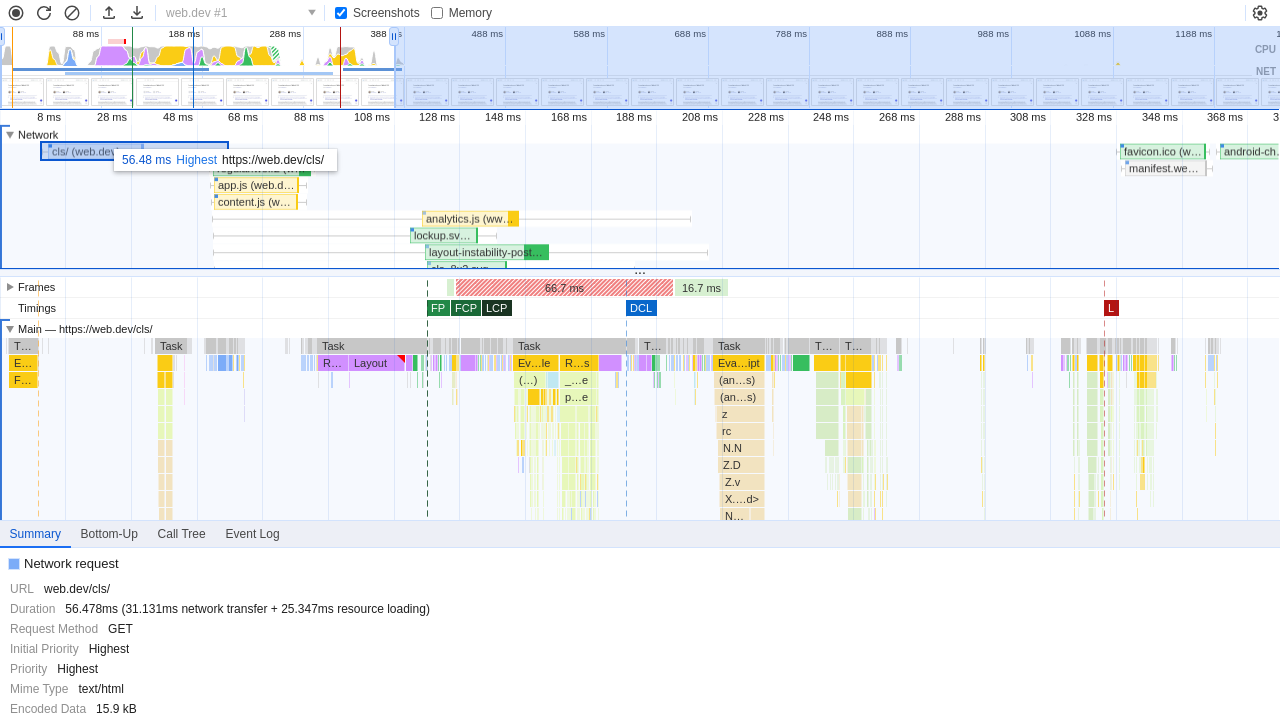 web.dev #1 Screenshots Memory
88 ms 188 ms 288 ms 388 s 488 ms 588 ms 688 ms 788 ms 888 ms 988 ms 1088 ms 1188 ms
CPU
NET
8 ms 28 ms 48 ms 68 ms 88 ms 108 ms 128 ms 148 ms 168 ms 188 ms 208 ms 228 ms 248 ms 268 ms 288 ms 308 ms 328 ms 348 ms 368 ms 3
Network
cls/ (web.dev favicon.ico (w… android-ch…
56.48 ms Highest https://web.dev/cls/
manifest.we…
app.js (web.d…
content.js (w…
analytics.js (ww…
lockup.sv…
layout-instability-post…
…
Frames 66.7 ms 16.7 ms
Timings FP FCP LCP DCL L
Main — https://web.dev/cls/
T… Task Task Task T… Task T… T…
E… R… Layout Ev…le R…s Eva…ipt
F… (…) _…e (an…s)
p…e (an…s)
z
rc
N.N
Z.D
Z.v
X.…d>
N…
Summary Bottom-Up Call Tree Event Log
Network request
URL web.dev/cls/
Duration 56.478ms (31.131ms network transfer + 25.347ms resource loading)
Request Method GET
Initial Priority Highest
Priority Highest
Mime Type text/html
Encoded Data 15.9 kB